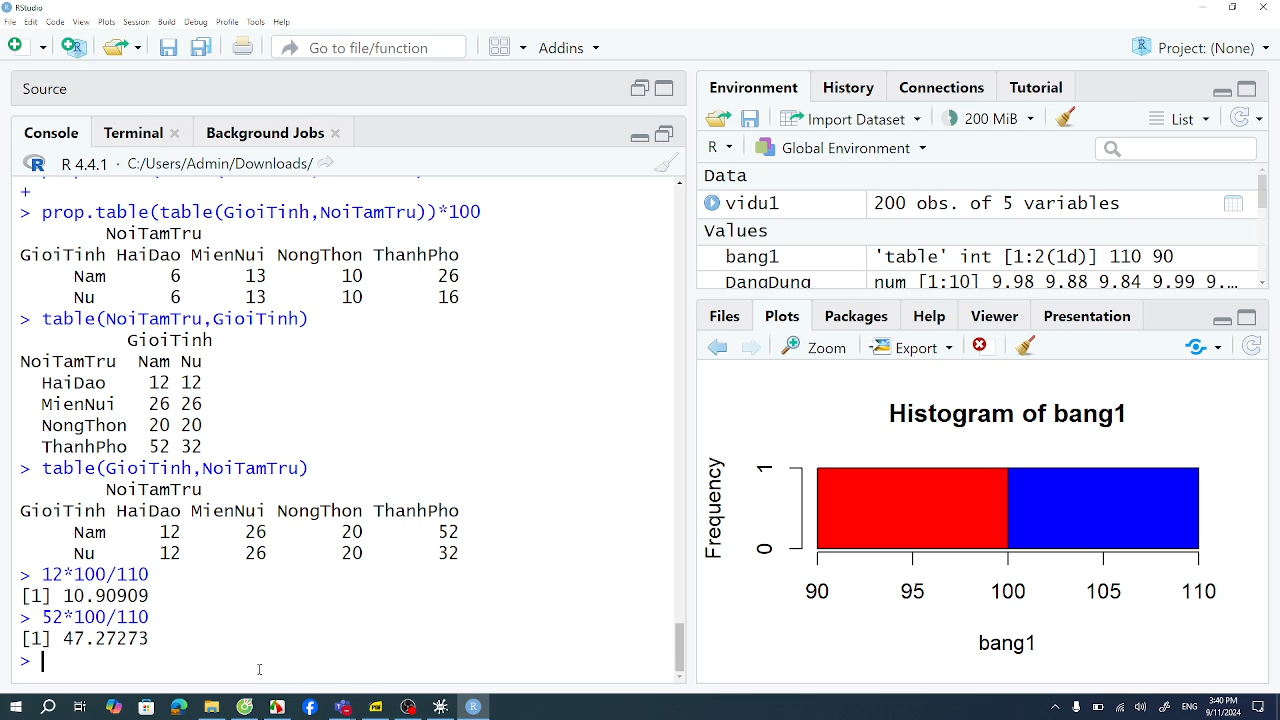 RStudio
File Edit Code View Plots Session Build Debug Profile Tools Help
Go to file/function
Addins
Project: (None)
Source
Console Terminal Background Jobs
R 4.4.1 · C:/Users/Admin/Downloads/
+
> prop.table(table(GioiTinh,NoiTamTru))*100
NoiTamTru
GioiTinh HaiDao MienNui NongThon ThanhPho
Nam 6 13 10 26
Nu 6 13 10 16
> table(NoiTamTru,GioiTinh)
GioiTinh
NoiTamTru Nam Nu
HaiDao 12 12
MienNui 26 26
NongThon 20 20
ThanhPho 52 32
> table(GioiTinh,NoiTamTru)
NoiTamTru
GioiTinh HaiDao MienNui NongThon ThanhPho
Nam 12 26 20 52
Nu 12 26 20 32
> 12*100/110
[1] 10.90909
> 52*100/110
[1] 47.27273
>
Environment History Connections Tutorial
Import Dataset 200 MiB List
R Global Environment
Data
vidu1 200 obs. of 5 variables
Values
bang1 'table' int [1:2(1d)] 110 90
DangDung num [1:10] 9.98 9.88 9.84 9.99 9...
Files Plots Packages Help Viewer Presentation
Zoom Export
Histogram of bang1
Frequency
1
0
90 95 100 105 110
bang1
ENG
3:40 PM
9/11/2024